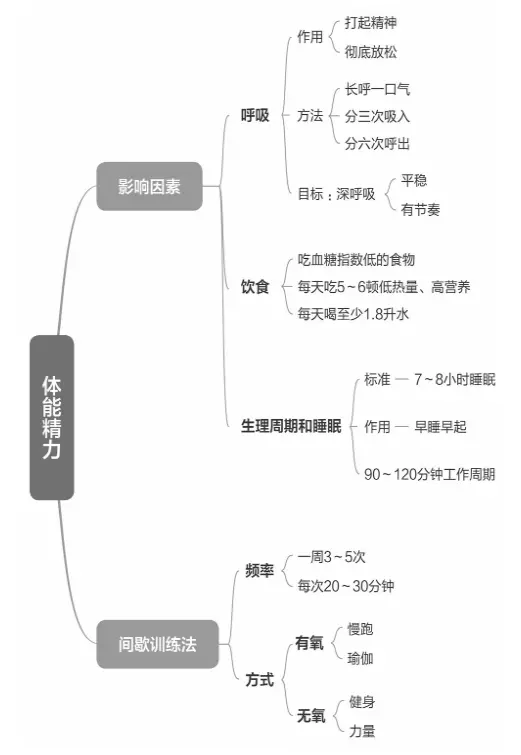 体能精力
影响因素
呼吸
作用
打起精神
彻底放松
方法
长呼一口气
分三次吸入
分六次呼出
目标：深呼吸
平稳
有节奏
饮食
吃血糖指数低的食物
每天吃5～6顿低热量、高营养
每天喝至少1.8升水
生理周期和睡眠
标准 — 7～8小时睡眠
作用 — 早睡早起
90～120分钟工作周期
间歇训练法
频率
一周3～5次
每次20～30分钟
方式
有氧
慢跑
瑜伽
无氧
健身
力量